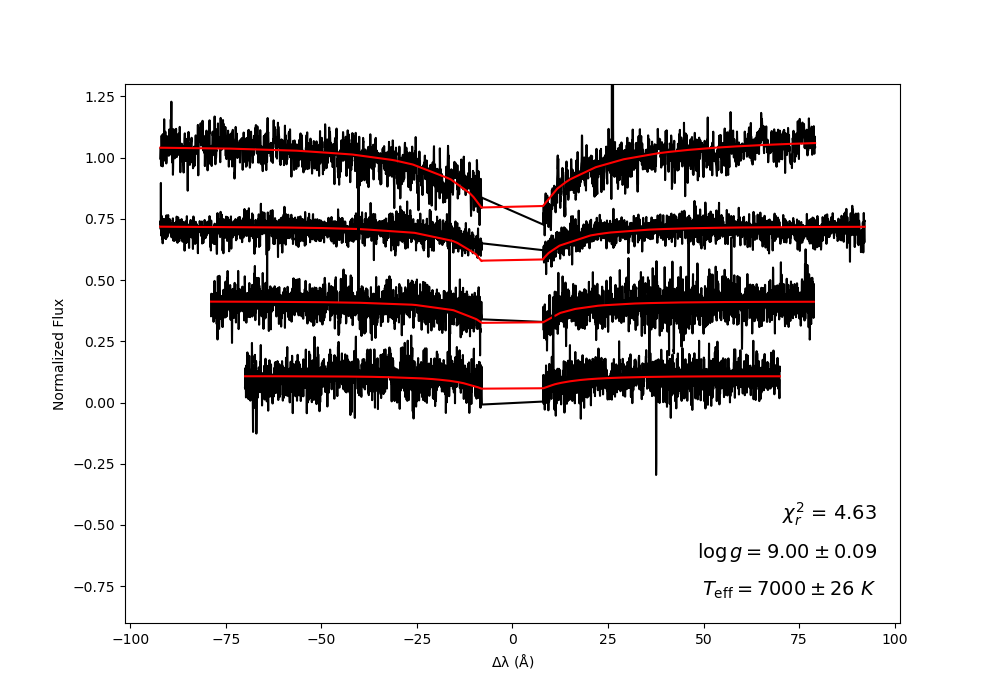 1.25
1.00
0.75
0.50
0.25
0.00
−0.25
−0.50
−0.75
Normalized Flux
χ²ᵣ = 4.63
log g = 9.00 ± 0.09
T_eff = 7000 ± 26 K
−100 −75 −50 −25 0 25 50 75 100
Δλ (Å)